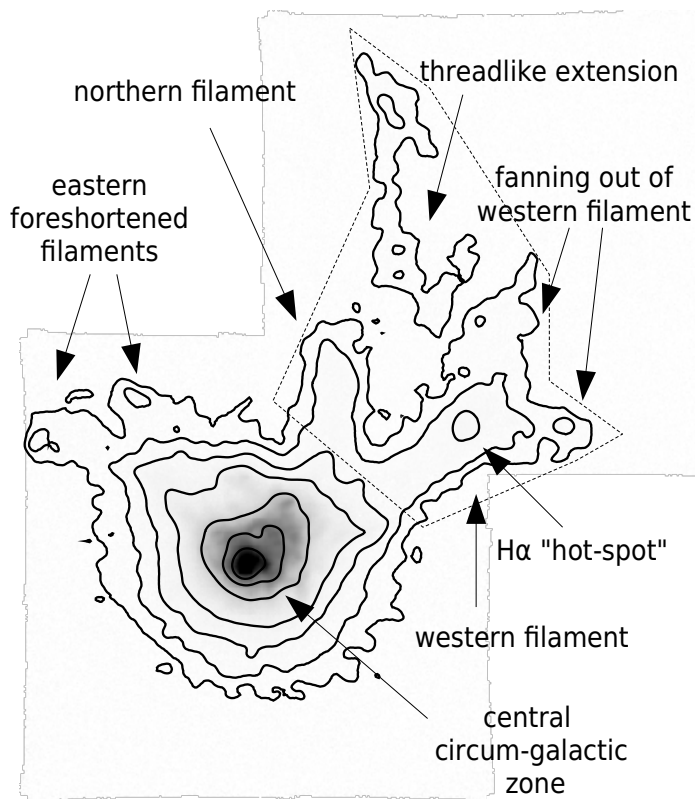 threadlike extension
northern filament
fanning out of
western filament
eastern
foreshortened
filaments
Hα "hot-spot"
western filament
central
circum-galactic
zone